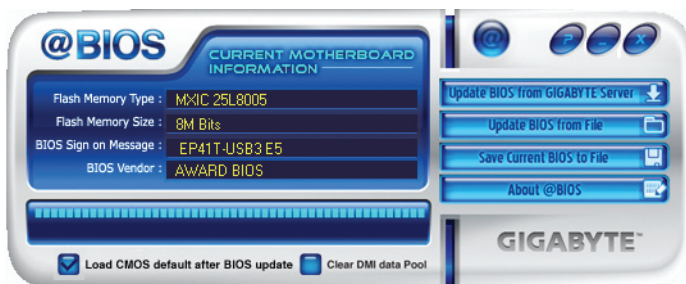 @BIOS
CURRENT MOTHERBOARD
INFORMATION
Flash Memory Type : MXIC 25L8005
Flash Memory Size : 8M Bits
BIOS Sign on Message : EP41T-USB3 E5
BIOS Vendor : AWARD BIOS
Load CMOS default after BIOS update
Clear DMI data Pool
@ ? _ X
Update BIOS from GIGABYTE Server
Update BIOS from File
Save Current BIOS to File
About @BIOS
GIGABYTE™